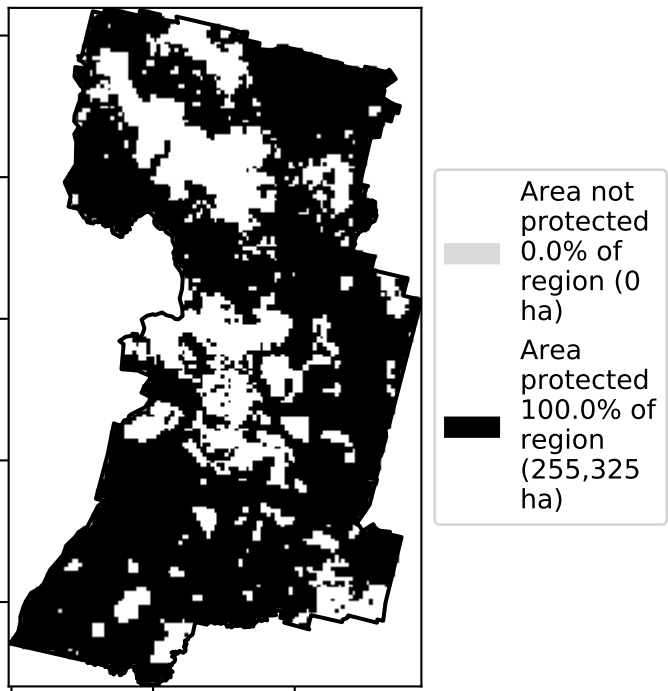 Area not
protected
0.0% of
region (0
ha)
Area
protected
100.0% of
region
(255,325
ha)